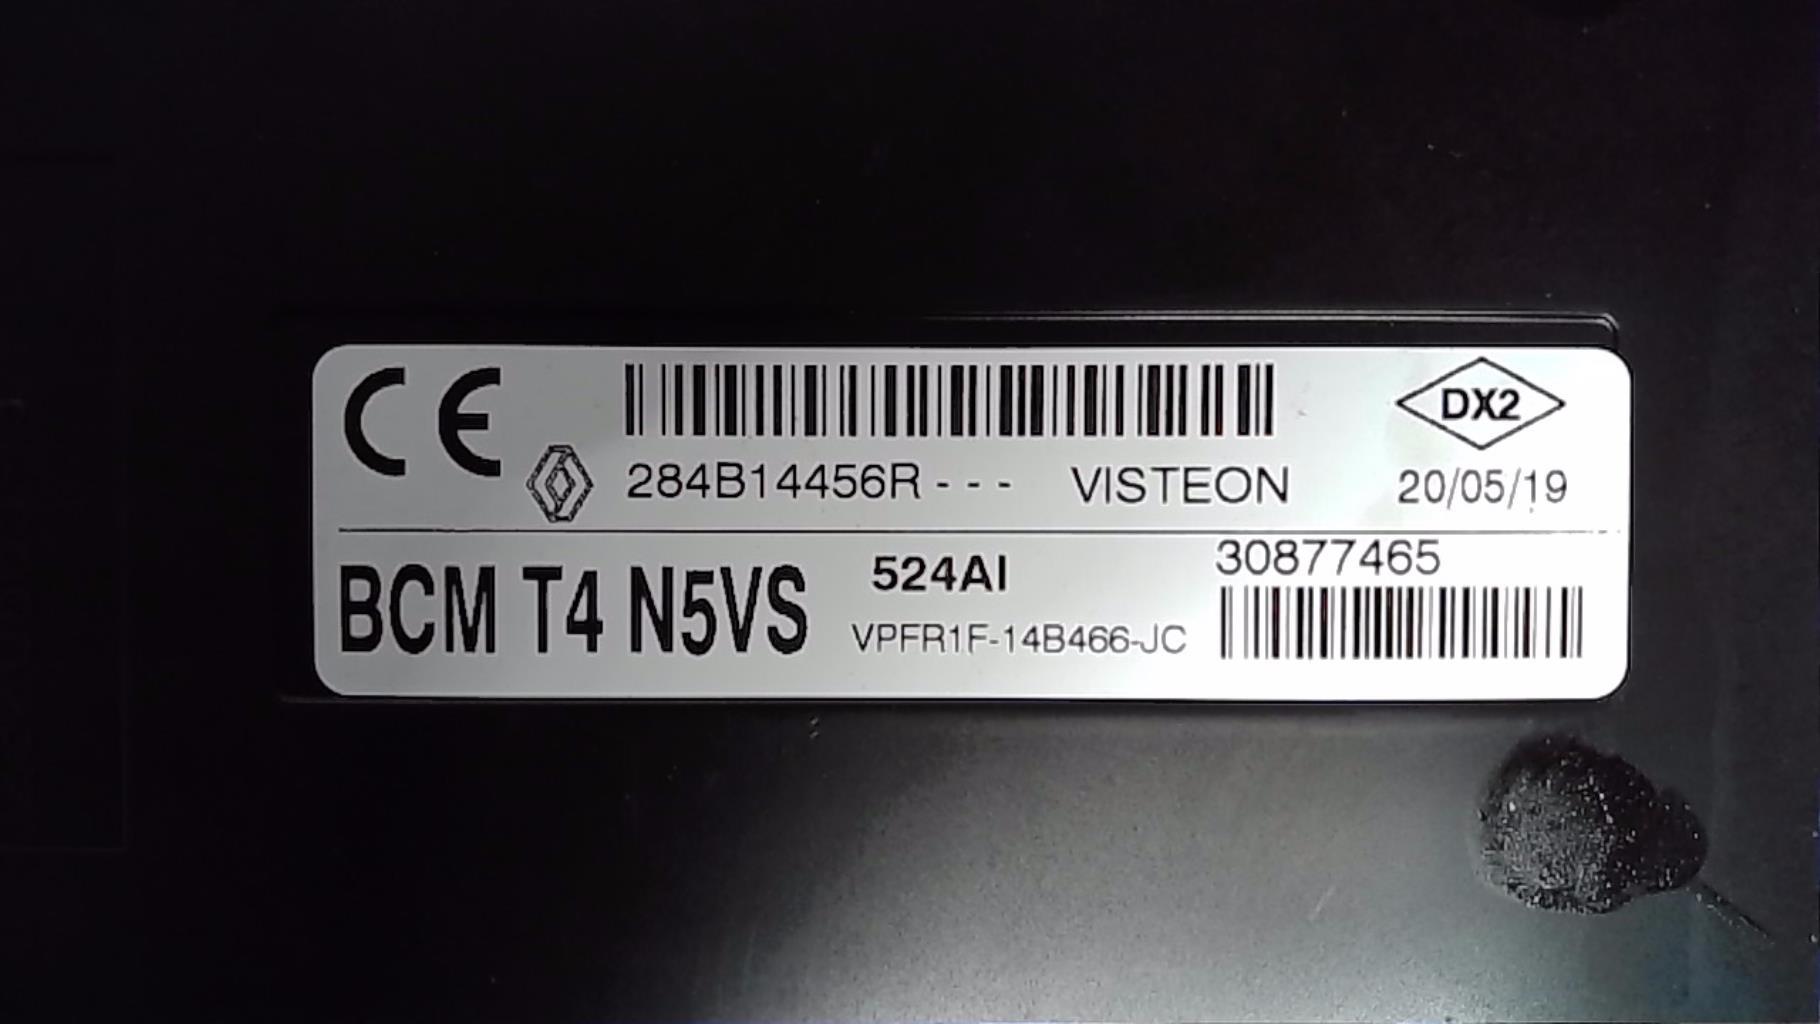 CE
DX2
284B14456R--- VISTEON 20/05/19
BCM T4 N5VS 524AI 30877465
VPFR1F-14B466-JC